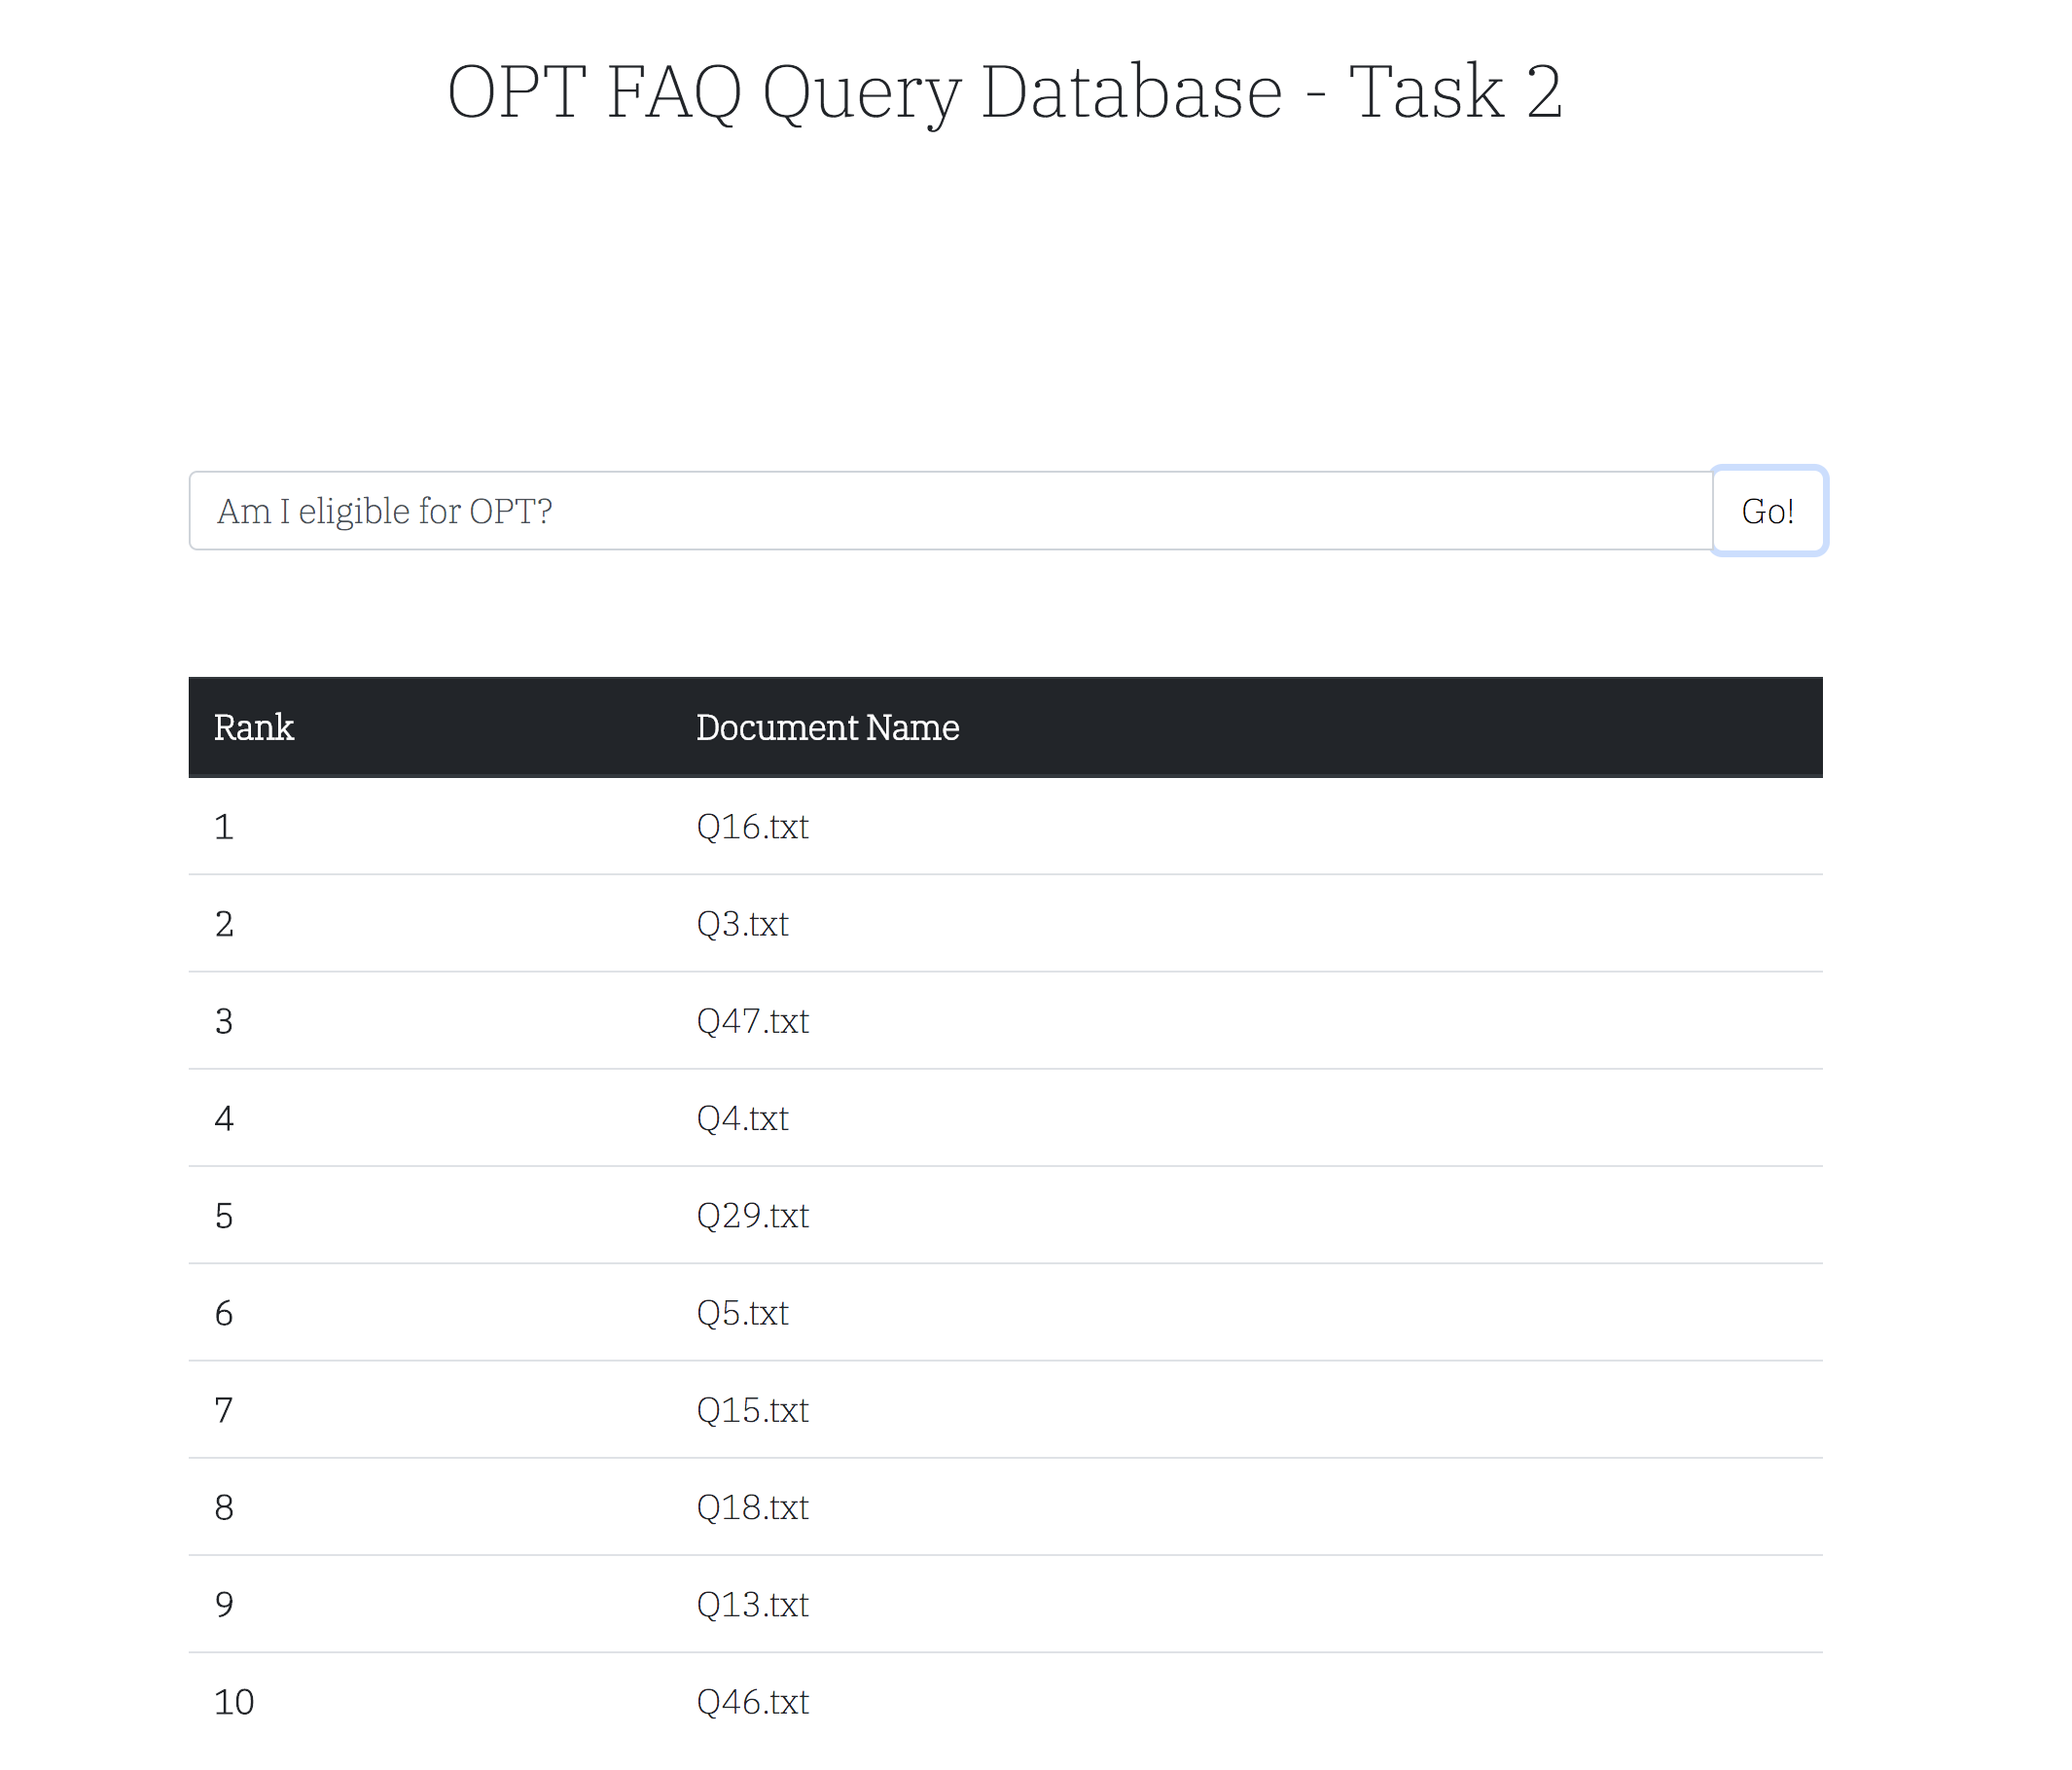 OPT FAQ Query Database - Task 2
Am I eligible for OPT? Go!
Rank Document Name
1 Q16.txt
2 Q3.txt
3 Q47.txt
4 Q4.txt
5 Q29.txt
6 Q5.txt
7 Q15.txt
8 Q18.txt
9 Q13.txt
10 Q46.txt